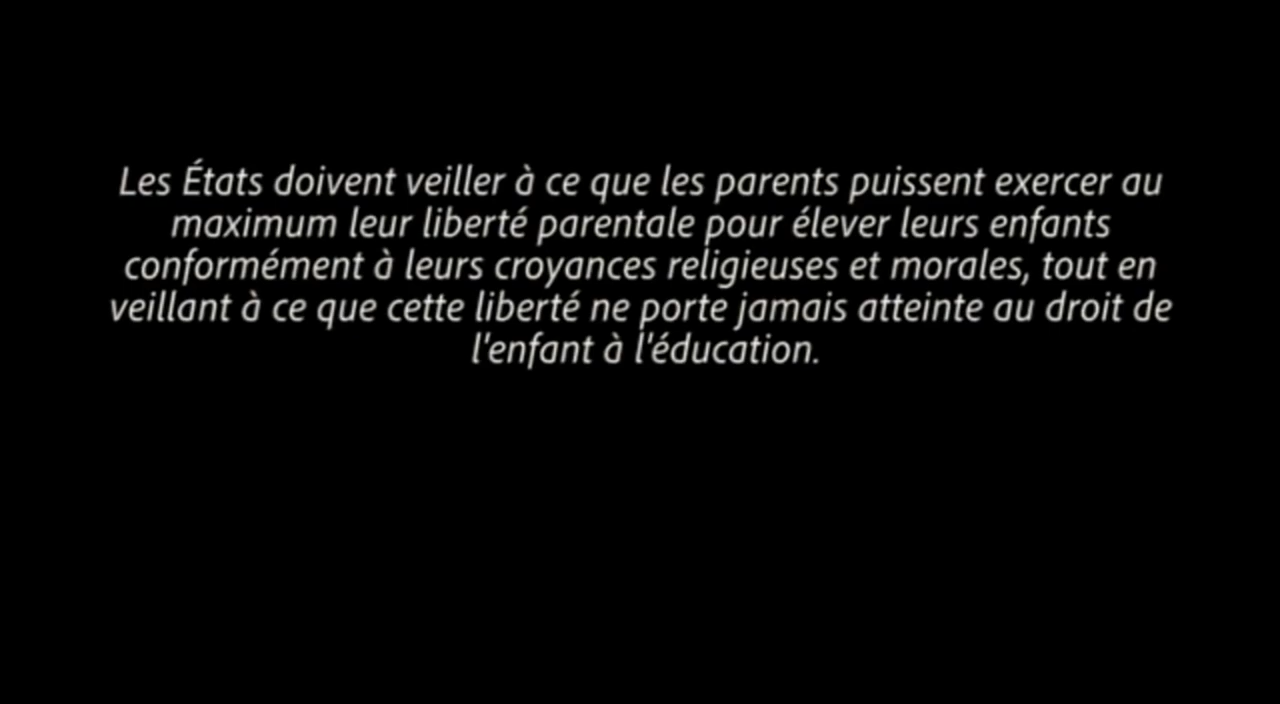 Les États doivent veiller à ce que les parents puissent exercer au
maximum leur liberté parentale pour élever leurs enfants
conformément à leurs croyances religieuses et morales, tout en
veillant à ce que cette liberté ne porte jamais atteinte au droit de
l'enfant à l'éducation.